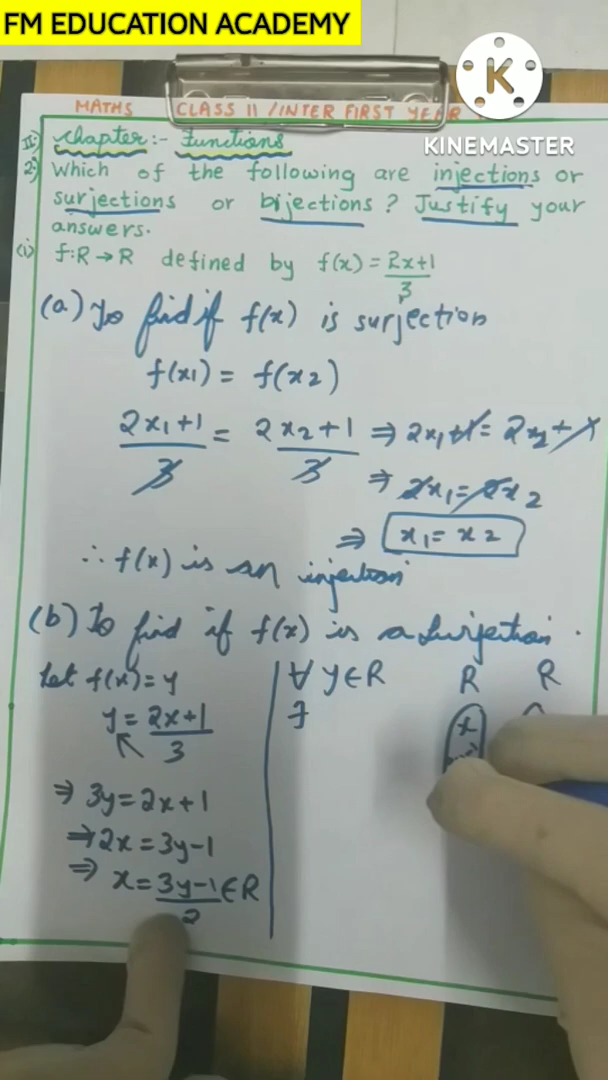 FM EDUCATION ACADEMY
K
KINEMASTER
MATHS CLASS 11 / INTER FIRST YEAR
II) Chapter:- Functions
2) Which of the following are injections or
surjections or bijections? Justify your
answers.
(i) f:R→R defined by f(x) = 2x+1/3
(a) To find if f(x) is surjection
f(x1) = f(x2)
2x1+1/3 = 2x2+1/3 ⇒ 2x1+1 = 2x2+1
⇒ 2x1 = 2x2
⇒ x1 = x2
∴ f(x) is an injection
(b) To find if f(x) is a surjection.
Let f(x) = y
y = 2x+1/3
⇒ 3y = 2x+1
⇒ 2x = 3y-1
⇒ x = 3y-1/2 ∈ R
∀ y∈R
∃
R R
x